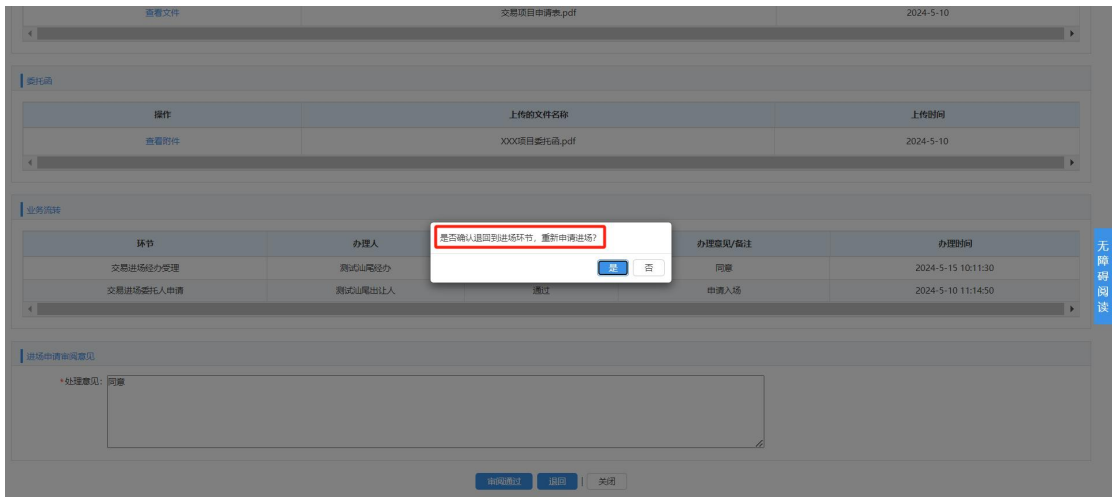 查看文件 交易项目申请表.pdf 2024-5-10
委托函
操作 上传的文件名称 上传时间
查看附件 XXX项目委托函.pdf 2024-5-10
业务流转
环节 办理人 办理意见/备注 办理时间
交易进场经办受理 测试汕尾经办 同意 2024-5-15 10:11:30
交易进场委托人申请 测试汕尾出让人 通过 申请入场 2024-5-10 11:14:50
是否确认退回到进场环节，重新申请进场？
是 否
进场申请审阅意见
*处理意见: 同意
审阅通过 退回 | 关闭
无障碍阅读